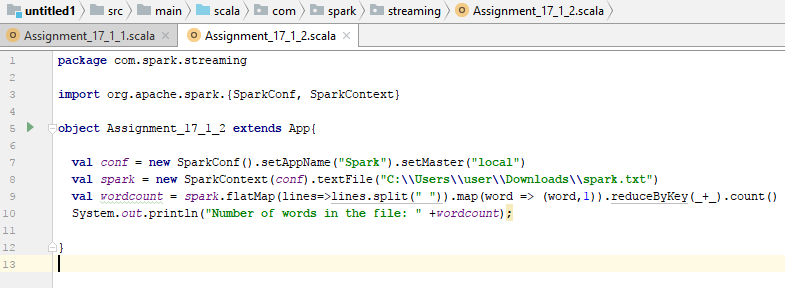 untitled1 src main scala com spark streaming Assignment_17_1_2.scala
Assignment_17_1_1.scala Assignment_17_1_2.scala
1 package com.spark.streaming
2
3 import org.apache.spark.{SparkConf, SparkContext}
4
5 object Assignment_17_1_2 extends App{
6
7 val conf = new SparkConf().setAppName("Spark").setMaster("local")
8 val spark = new SparkContext(conf).textFile("C:\\Users\\user\\Downloads\\spark.txt")
9 val wordcount = spark.flatMap(lines=>lines.split(" ")).map(word => (word,1)).reduceByKey(_+_).count()
10 System.out.println("Number of words in the file: " +wordcount);
11
12 }
13